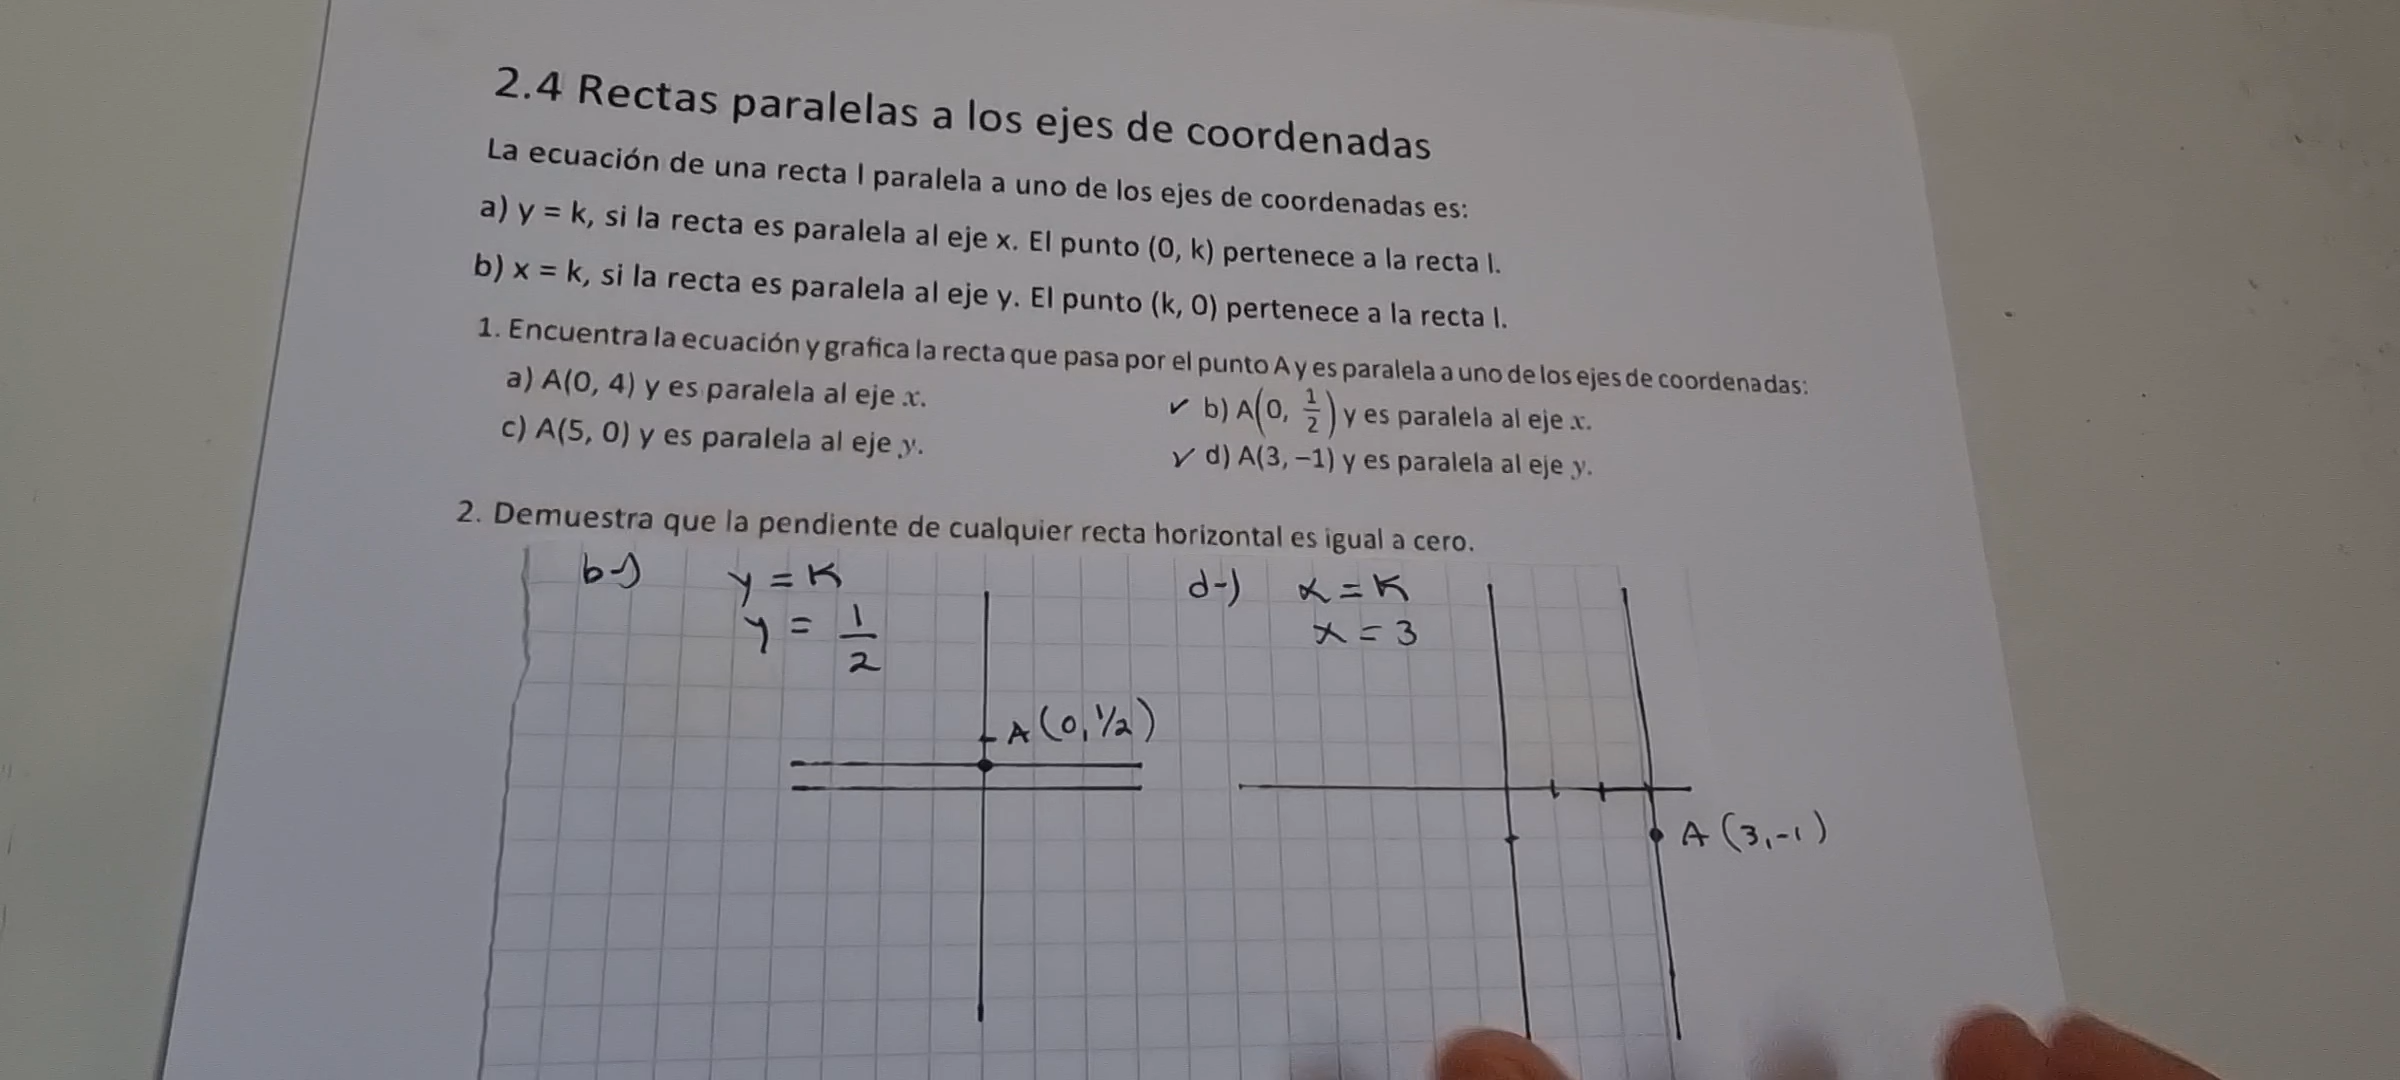 2.4 Rectas paralelas a los ejes de coordenadas
La ecuación de una recta l paralela a uno de los ejes de coordenadas es:
a) y = k, si la recta es paralela al eje x. El punto (0, k) pertenece a la recta l.
b) x = k, si la recta es paralela al eje y. El punto (k, 0) pertenece a la recta l.
1. Encuentra la ecuación y grafica la recta que pasa por el punto A y es paralela a uno de los ejes de coordenadas:
a) A(0, 4) y es paralela al eje x.
✓ b) A(0, 1/2) y es paralela al eje x.
c) A(5, 0) y es paralela al eje y.
✓ d) A(3, −1) y es paralela al eje y.
2. Demuestra que la pendiente de cualquier recta horizontal es igual a cero.
b-)
y = K
y = 1/2
A (0, 1/2)
d-)
x = K
x = 3
A (3, -1)